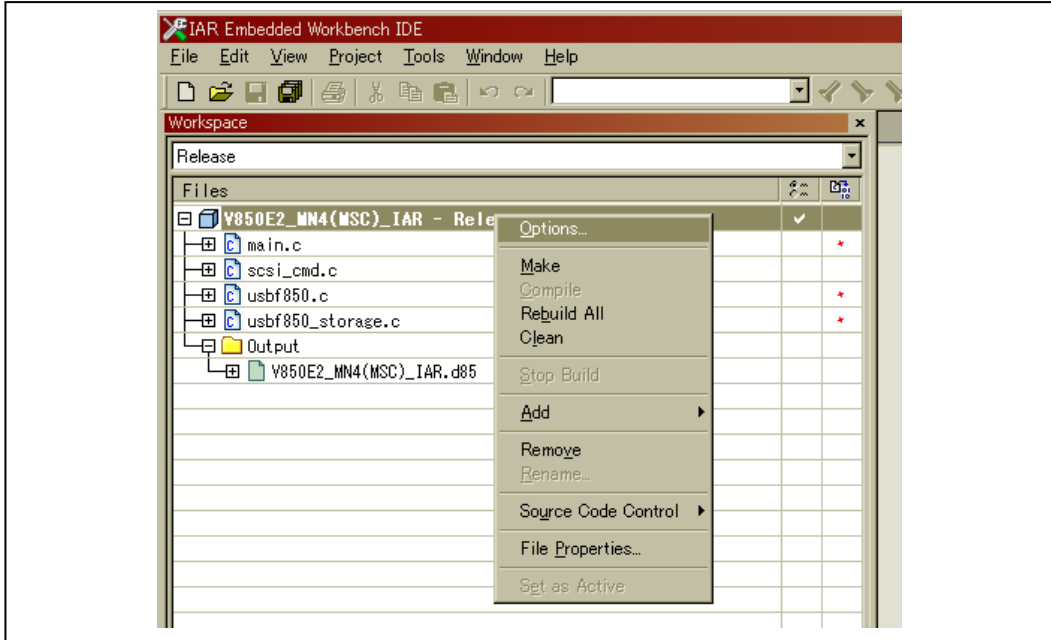 IAR Embedded Workbench IDE
File Edit View Project Tools Window Help
Workspace
Release
Files
V850E2_MN4(MSC)_IAR - Rele
Options...
main.c
scsi_cmd.c
Make
usbf850.c
Compile
usbf850_storage.c
Rebuild All
Output
Clean
V850E2_MN4(MSC)_IAR.d85
Stop Build
Add
Remove
Rename...
Source Code Control
File Properties...
Set as Active